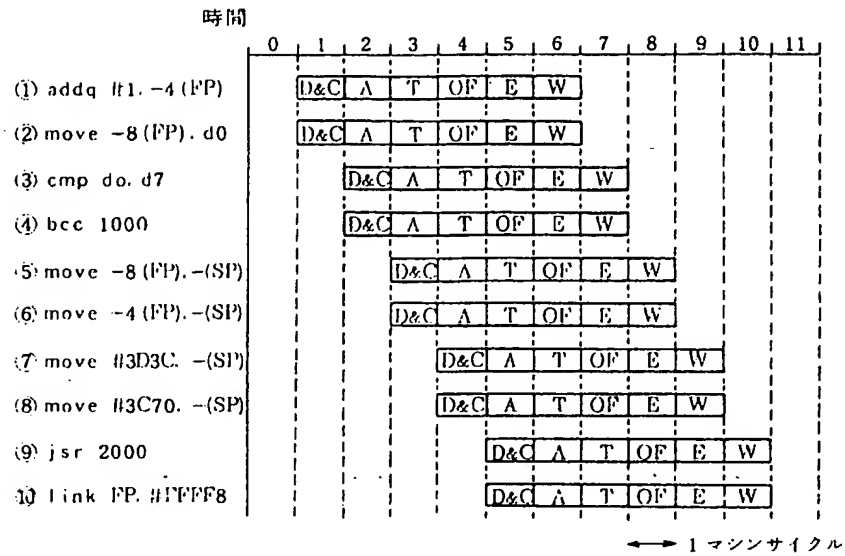 時間
0 1 2 3 4 5 6 7 8 9 10 11
(1) addq #1. -4(FP) D&C A T OF E W
(2) move -8(FP). d0 D&C A T OF E W
(3) cmp do. d7 D&C A T OF E W
(4) bcc 1000 D&C A T OF E W
(5) move -8(FP). -(SP) D&C A T OF E W
(6) move -4(FP). -(SP) D&C A T OF E W
(7) move #3D3C. -(SP) D&C A T OF E W
(8) move #3C70. -(SP) D&C A T OF E W
(9) jsr 2000 D&C A T OF E W
(10) link FP. #FFFF8 D&C A T OF E W
1 マシンサイクル